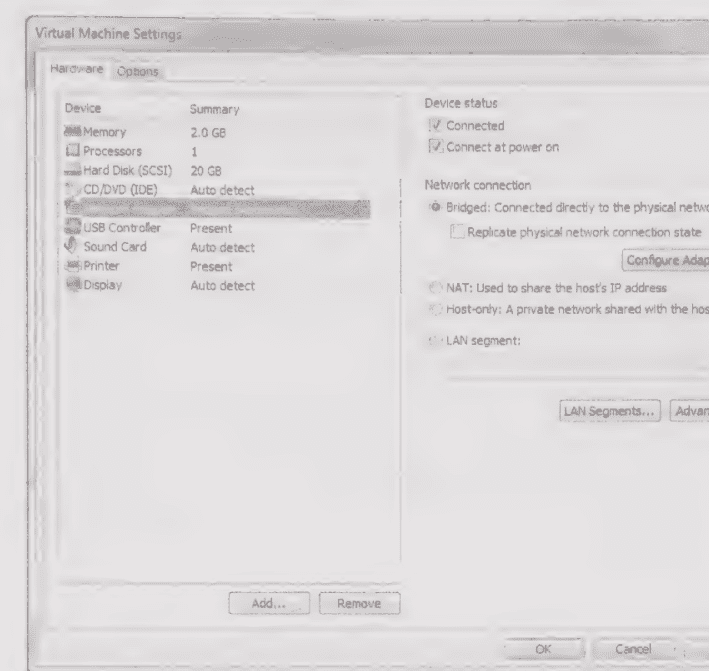 Virtual Machine Settings
Hardware Options
Device Summary
Memory 2.0 GB
Processors 1
Hard Disk (SCSI) 20 GB
CD/DVD (IDE) Auto detect
USB Controller Present
Sound Card Auto detect
Printer Present
Display Auto detect
Add... Remove
Device status
Connected
Connect at power on
Network connection
Bridged: Connected directly to the physical netwo
Replicate physical network connection state
Configure Adap
NAT: Used to share the host's IP address
Host-only: A private network shared with the hos
LAN segment:
LAN Segments... Advan
OK Cancel